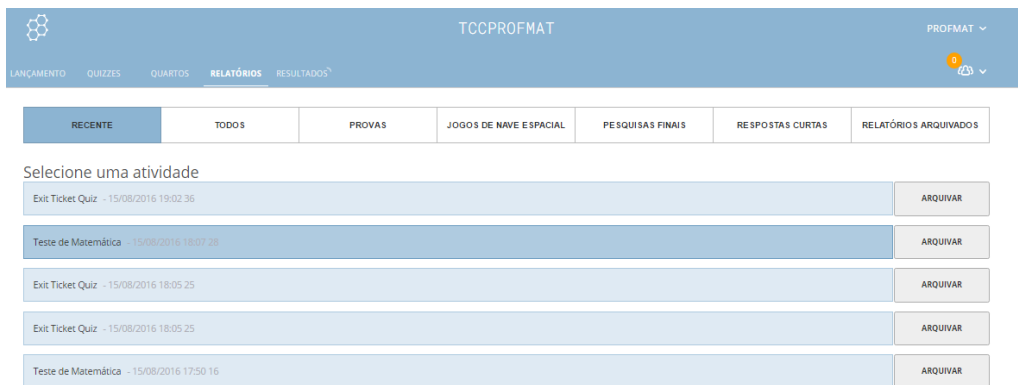 TCCPROFMAT
PROFMAT
LANÇAMENTO QUIZZES QUARTOS RELATÓRIOS RESULTADOS
0
RECENTE TODOS PROVAS JOGOS DE NAVE ESPACIAL PESQUISAS FINAIS RESPOSTAS CURTAS RELATÓRIOS ARQUIVADOS
Selecione uma atividade
Exit Ticket Quiz - 15/08/2016 19:02 36 ARQUIVAR
Teste de Matemática - 15/08/2016 18:07 28 ARQUIVAR
Exit Ticket Quiz - 15/08/2016 18:05 25 ARQUIVAR
Exit Ticket Quiz - 15/08/2016 18:05 25 ARQUIVAR
Teste de Matemática - 15/08/2016 17:50 16 ARQUIVAR